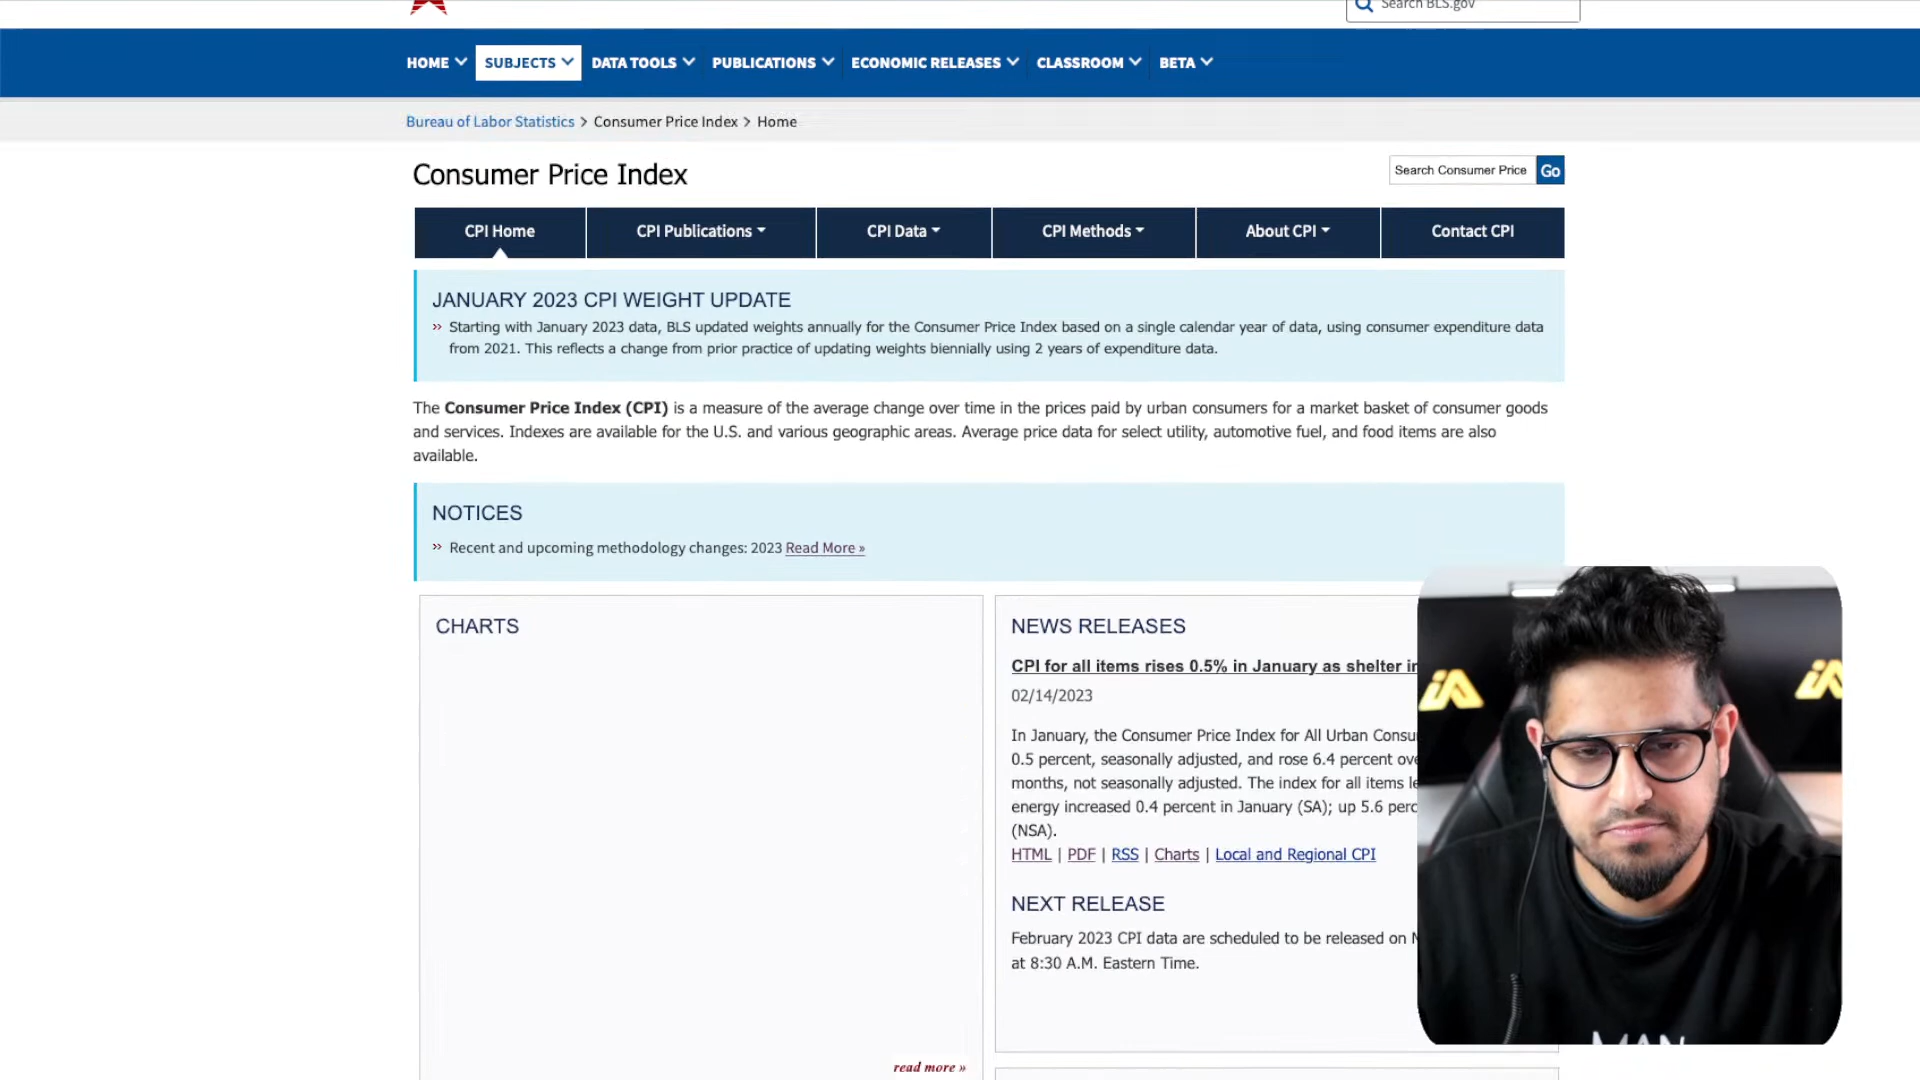 Search BLS.gov
HOME SUBJECTS DATA TOOLS PUBLICATIONS ECONOMIC RELEASES CLASSROOM BETA
Bureau of Labor Statistics > Consumer Price Index > Home
Consumer Price Index
Search Consumer Price Go
CPI Home CPI Publications CPI Data CPI Methods About CPI Contact CPI
JANUARY 2023 CPI WEIGHT UPDATE
» Starting with January 2023 data, BLS updated weights annually for the Consumer Price Index based on a single calendar year of data, using consumer expenditure data
from 2021. This reflects a change from prior practice of updating weights biennially using 2 years of expenditure data.
The Consumer Price Index (CPI) is a measure of the average change over time in the prices paid by urban consumers for a market basket of consumer goods
and services. Indexes are available for the U.S. and various geographic areas. Average price data for select utility, automotive fuel, and food items are also
available.
NOTICES
» Recent and upcoming methodology changes: 2023 Read More »
CHARTS
read more »
NEWS RELEASES
CPI for all items rises 0.5% in January as shelter
02/14/2023
In January, the Consumer Price Index for All Urban
0.5 percent, seasonally adjusted, and rose 6.4 percent
months, not seasonally adjusted. The index for all items
energy increased 0.4 percent in January (SA); up 5.6
(NSA).
HTML | PDF | RSS | Charts | Local and Regional CPI
NEXT RELEASE
February 2023 CPI data are scheduled to be released on
at 8:30 A.M. Eastern Time.
iA
iA
MAN